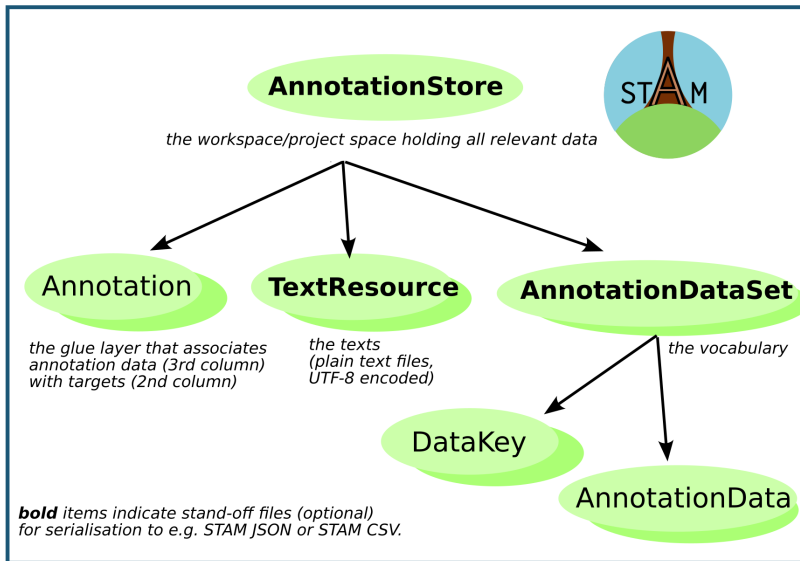 AnnotationStore
STAM
the workspace/project space holding all relevant data
Annotation
TextResource
AnnotationDataSet
the glue layer that associates
annotation data (3rd column)
with targets (2nd column)
the texts
(plain text files,
UTF-8 encoded)
the vocabulary
DataKey
AnnotationData
bold items indicate stand-off files (optional)
for serialisation to e.g. STAM JSON or STAM CSV.